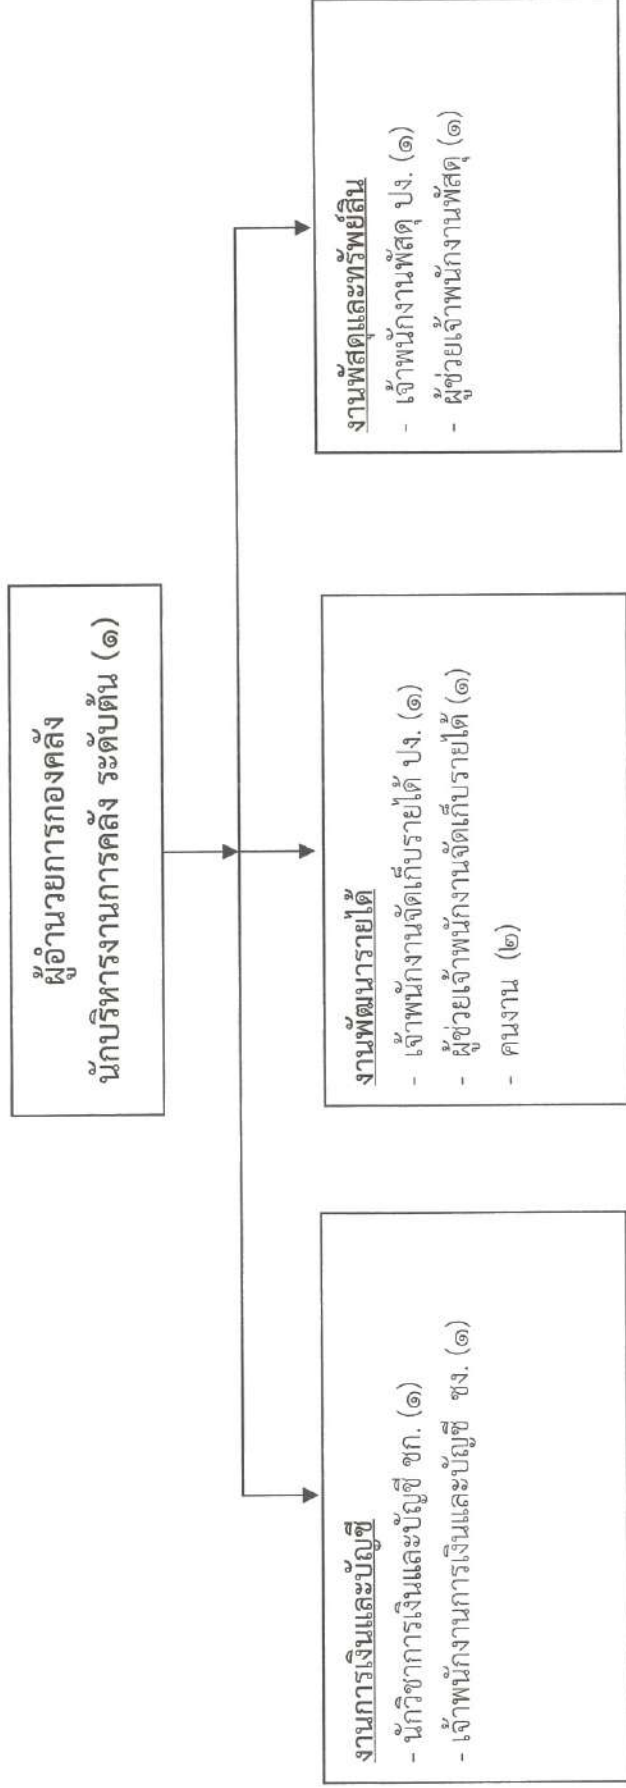 ผู้อำนวยการกองคลัง
นักบริหารงานการคลัง ระดับต้น (๑)
งานการเงินและบัญชี
- นักวิชาการเงินและบัญชี ชก. (๑)
- เจ้าพนักงานการเงินและบัญชี ชง. (๑)
งานพัฒนารายได้
- เจ้าพนักงานจัดเก็บรายได้ ปง. (๑)
- ผู้ช่วยเจ้าพนักงานจัดเก็บรายได้ (๑)
- คนงาน (๒)
งานพัสดุและทรัพย์สิน
- เจ้าพนักงานพัสดุ ปง. (๑)
- ผู้ช่วยเจ้าพนักงานพัสดุ (๑)